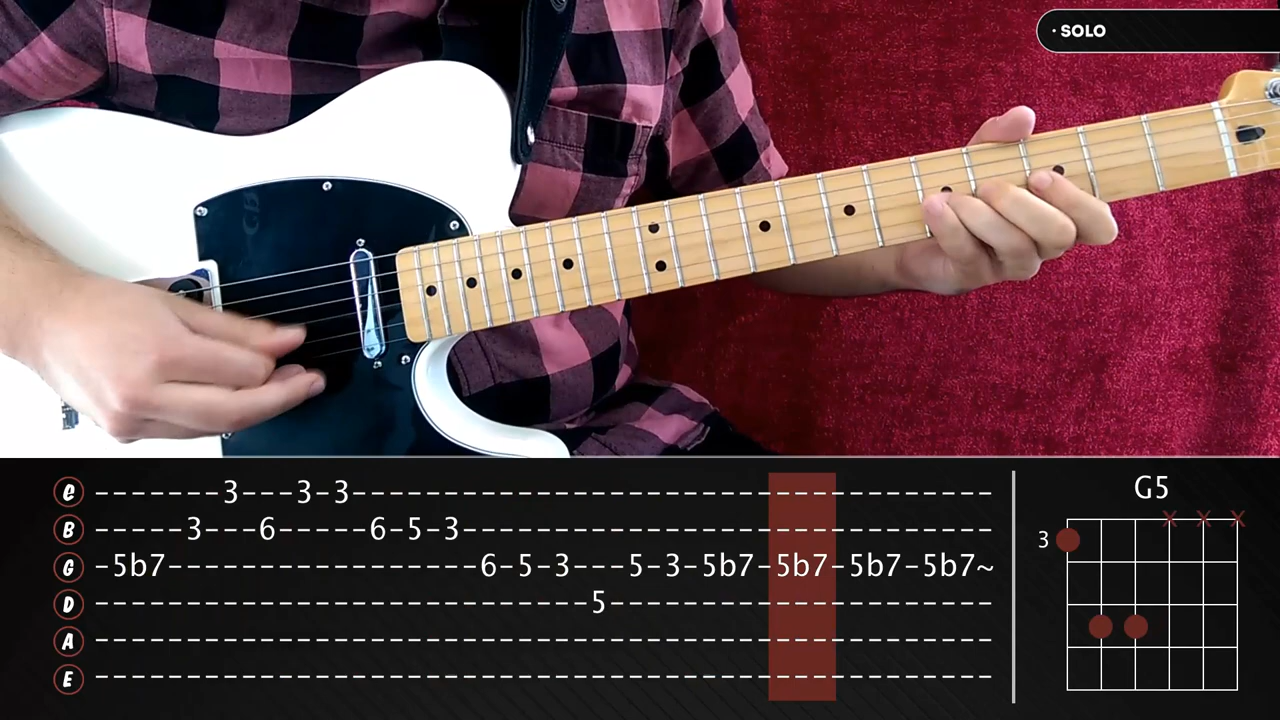 · SOLO
e -------3---3-3-----------------------------------
B -----3---6-----6-5-3-----------------------------
G -5b7-----------------6-5-3---5-3-5b7-5b7-5b7-5b7~
D ---------------------------5---------------------
A -------------------------------------------------
E -------------------------------------------------
G5
x x x
3